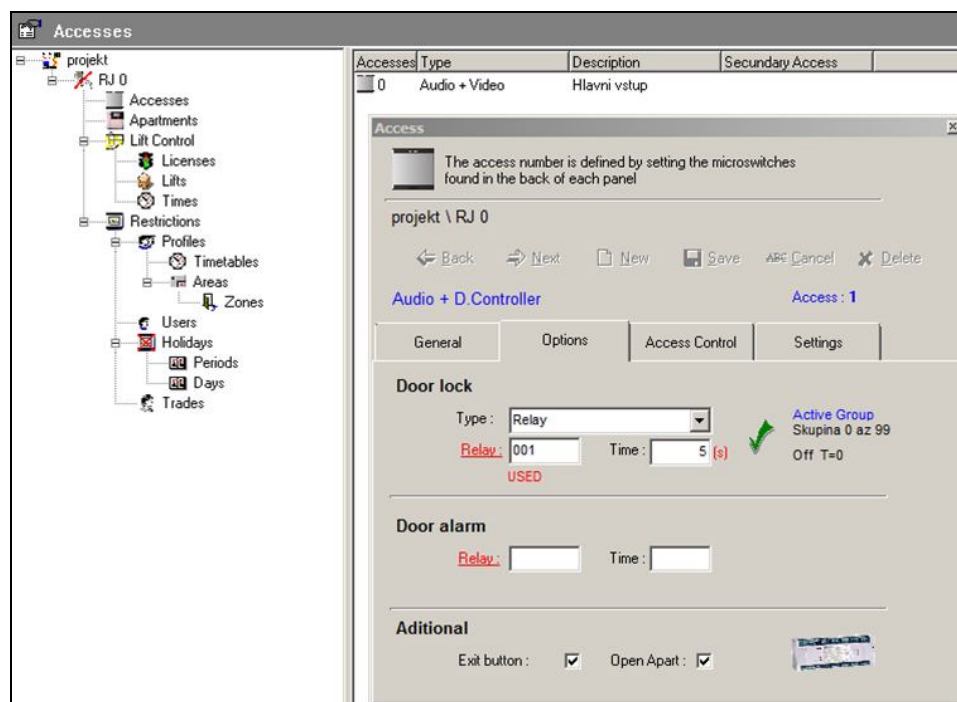 Accesses
projekt
RJ 0
Accesses
Apartments
Lift Control
Licenses
Lifts
Times
Restrictions
Profiles
Timetables
Areas
Zones
Users
Holidays
Periods
Days
Trades
Accesses Type Description Secundary Access
0 Audio + Video Hlavni vstup
Access
The access number is defined by setting the microswitches
found in the back of each panel
projekt \ RJ 0
Back Next New Save ABC Cancel Delete
Audio + D.Controller Access : 1
General Options Access Control Settings
Door lock
Type : Relay
Active Group
Skupina 0 az 99
Relay : 001 Time : 5 (s)
Off T=0
USED
Door alarm
Relay : Time :
Aditional
Exit button : Open Apart :